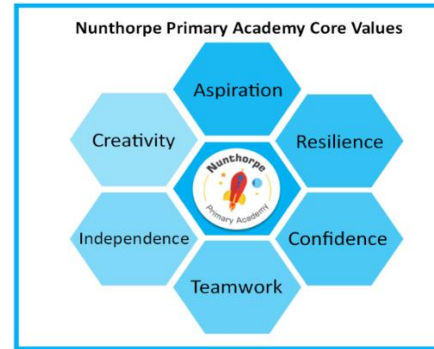 Nunthorpe Primary Academy Core Values
Aspiration
Creativity
Resilience
Nunthorpe
Primary Academy
Independence
Confidence
Teamwork